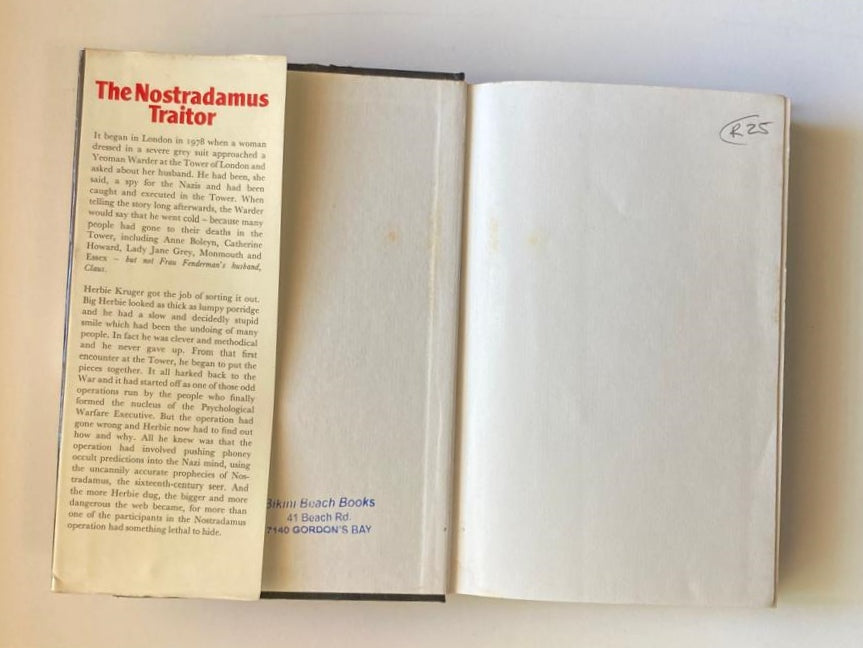 The Nostradamus
Traitor
It began in London in 1978 when a woman
dressed in a severe grey suit approached a
Yeoman Warder at the Tower of London and
asked about her husband. He had been, she
said, a spy for the Nazis and had been
caught and executed in the Tower. When
telling the story long afterwards, the Warder
would say that he went cold – because many
people had gone to their deaths in the
Tower, including Anne Boleyn, Catherine
Howard, Lady Jane Grey, Monmouth and
Essex – but not Frau Fenderman's husband,
Claus.
Herbie Kruger got the job of sorting it out.
Big Herbie looked as thick as lumpy porridge
and he had a slow and decidedly stupid
smile which had been the undoing of many
people. In fact he was clever and methodical
and he never gave up. From that first
encounter at the Tower, he began to put the
pieces together. It all harked back to the
War and it had started off as one of those odd
operations run by the people who finally
formed the nucleus of the Psychological
Warfare Executive. But the operation had
gone wrong and Herbie now had to find out
how and why. All he knew was that the
operation had involved pushing phoney
occult predictions into the Nazi mind, using
the uncannily accurate prophecies of Nos-
tradamus, the sixteenth-century seer. And
the more Herbie dug, the bigger and more
dangerous the web became, for more than
one of the participants in the Nostradamus
operation had something lethal to hide.
Bikini Beach Books
41 Beach Rd.
7140 GORDON'S BAY
R25